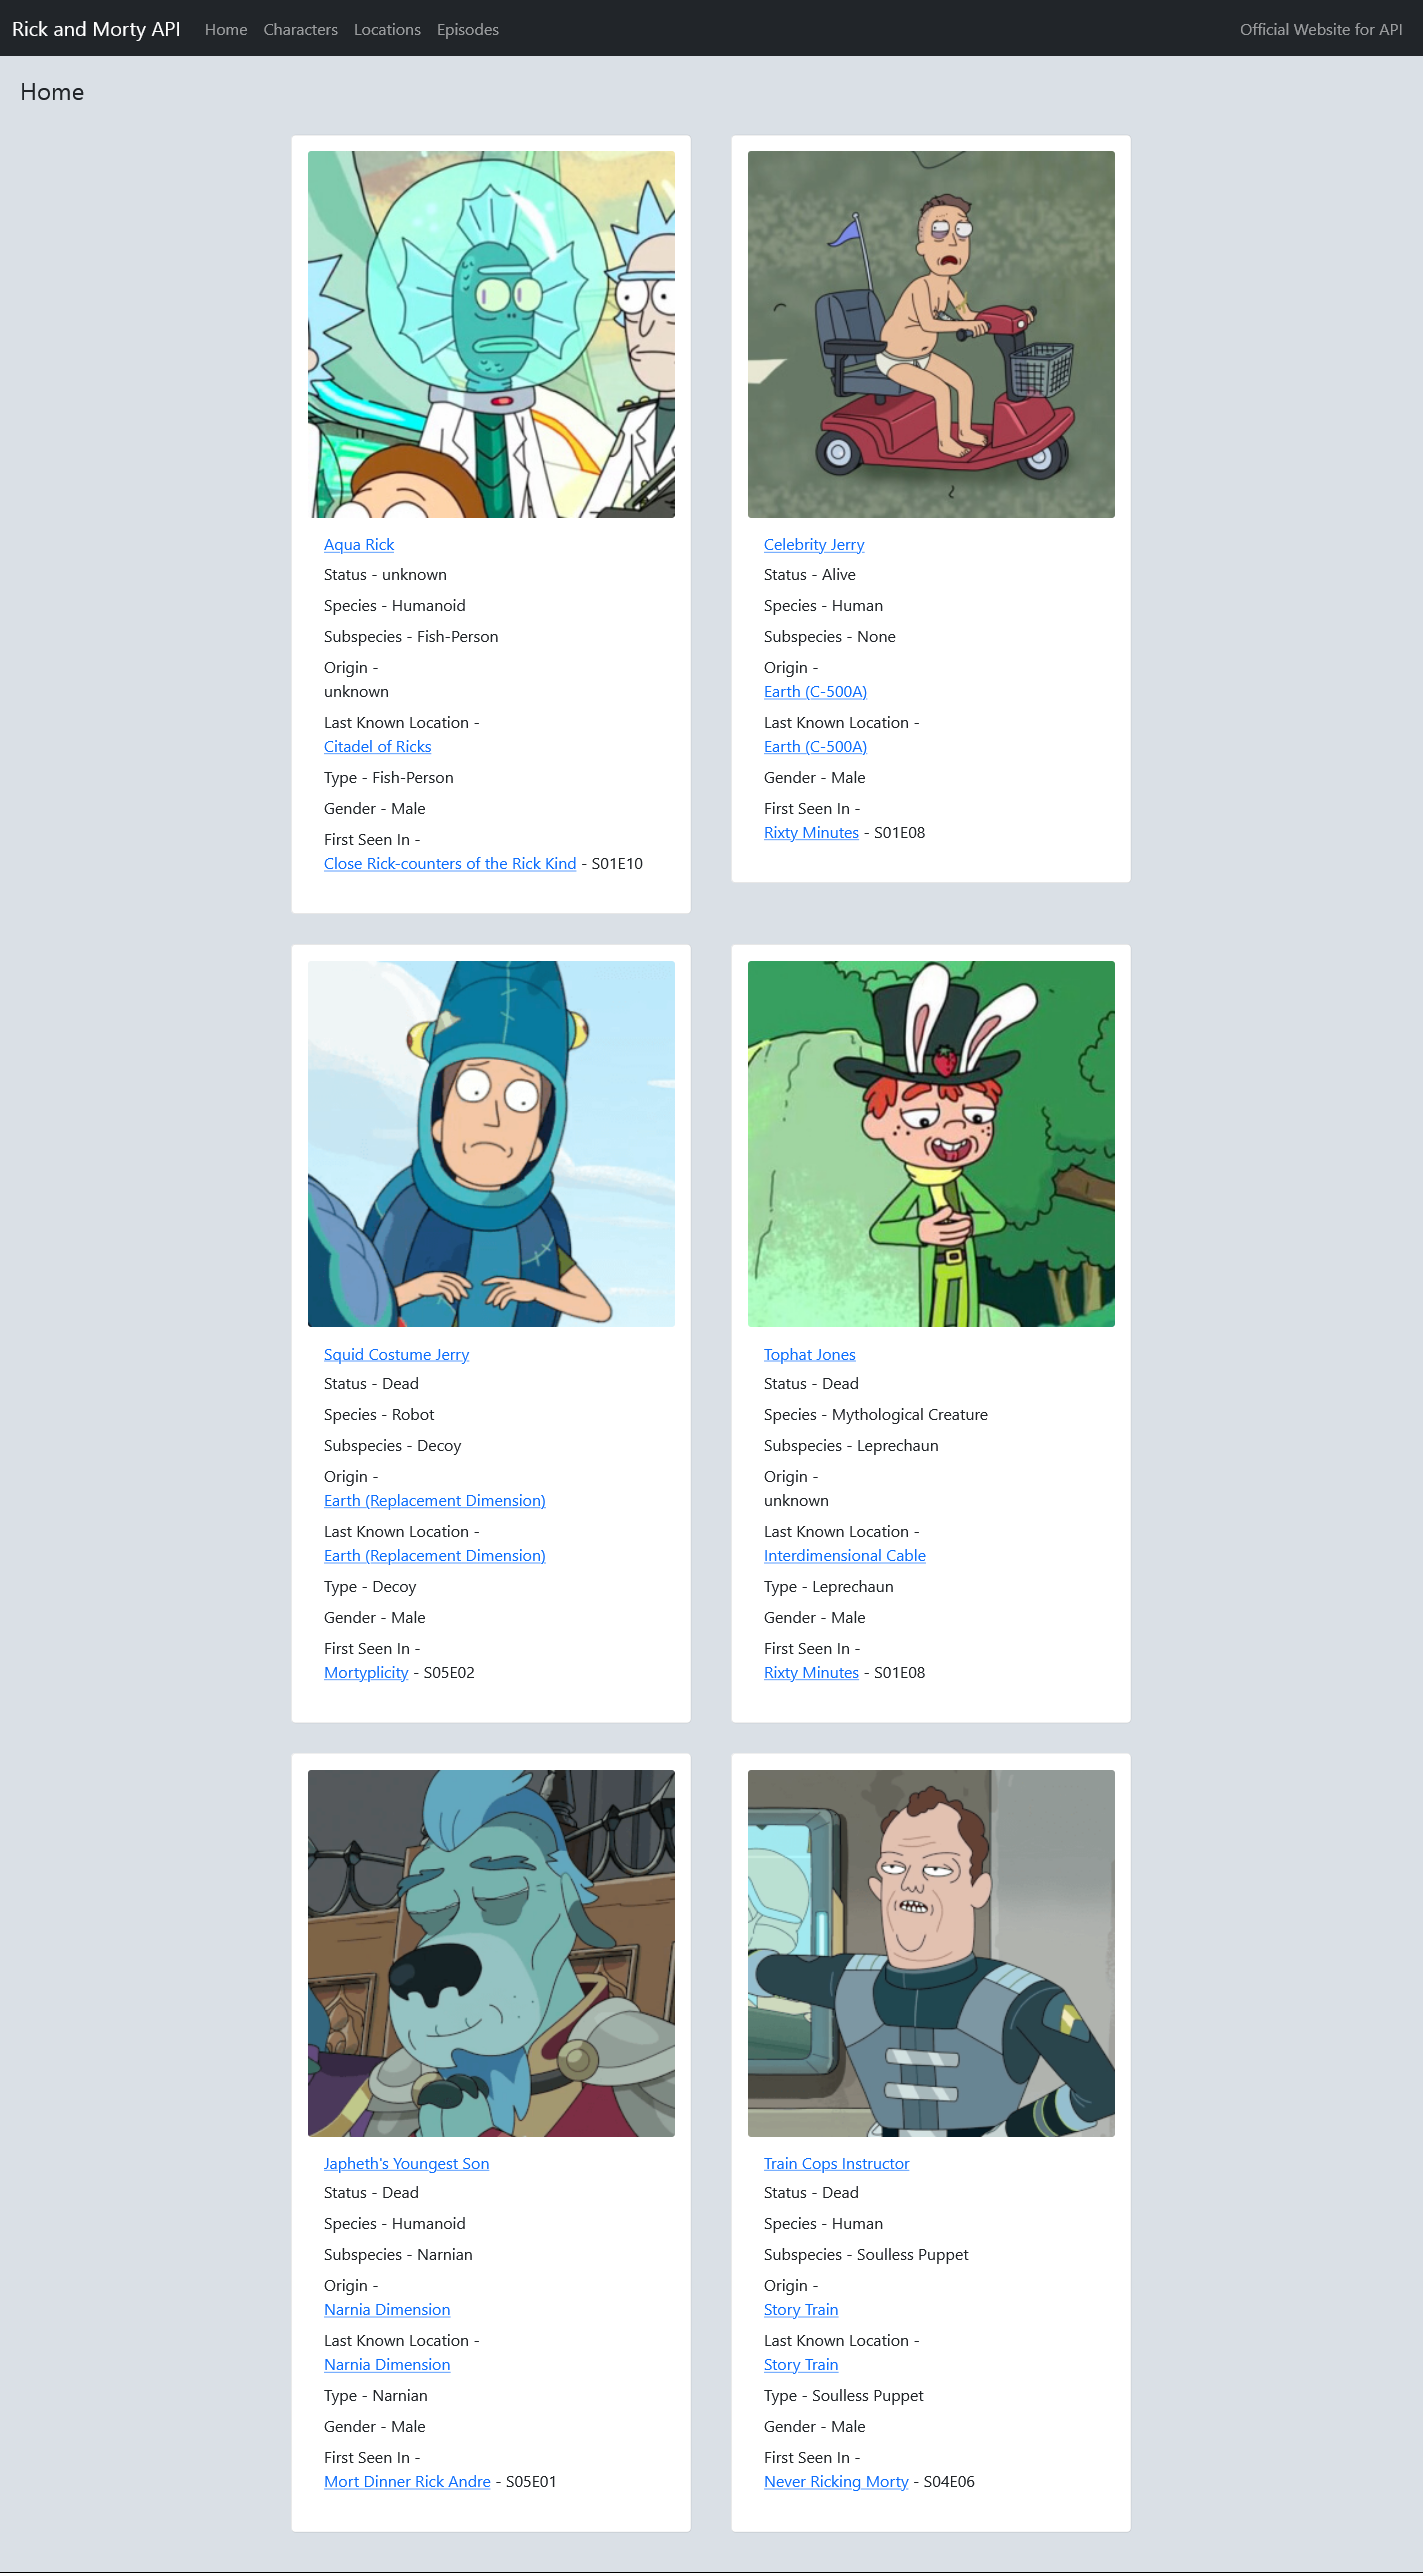 Rick and Morty API Home Characters Locations Episodes Official Website for API
Home
Aqua Rick
Status - unknown
Species - Humanoid
Subspecies - Fish-Person
Origin -
unknown
Last Known Location -
Citadel of Ricks
Type - Fish-Person
Gender - Male
First Seen In -
Close Rick-counters of the Rick Kind - S01E10
Celebrity Jerry
Status - Alive
Species - Human
Subspecies - None
Origin -
Earth (C-500A)
Last Known Location -
Earth (C-500A)
Gender - Male
First Seen In -
Rixty Minutes - S01E08
Squid Costume Jerry
Status - Dead
Species - Robot
Subspecies - Decoy
Origin -
Earth (Replacement Dimension)
Last Known Location -
Earth (Replacement Dimension)
Type - Decoy
Gender - Male
First Seen In -
Mortyplicity - S05E02
Tophat Jones
Status - Dead
Species - Mythological Creature
Subspecies - Leprechaun
Origin -
unknown
Last Known Location -
Interdimensional Cable
Type - Leprechaun
Gender - Male
First Seen In -
Rixty Minutes - S01E08
Japheth's Youngest Son
Status - Dead
Species - Humanoid
Subspecies - Narnian
Origin -
Narnia Dimension
Last Known Location -
Narnia Dimension
Type - Narnian
Gender - Male
First Seen In -
Mort Dinner Rick Andre - S05E01
Train Cops Instructor
Status - Dead
Species - Human
Subspecies - Soulless Puppet
Origin -
Story Train
Last Known Location -
Story Train
Type - Soulless Puppet
Gender - Male
First Seen In -
Never Ricking Morty - S04E06